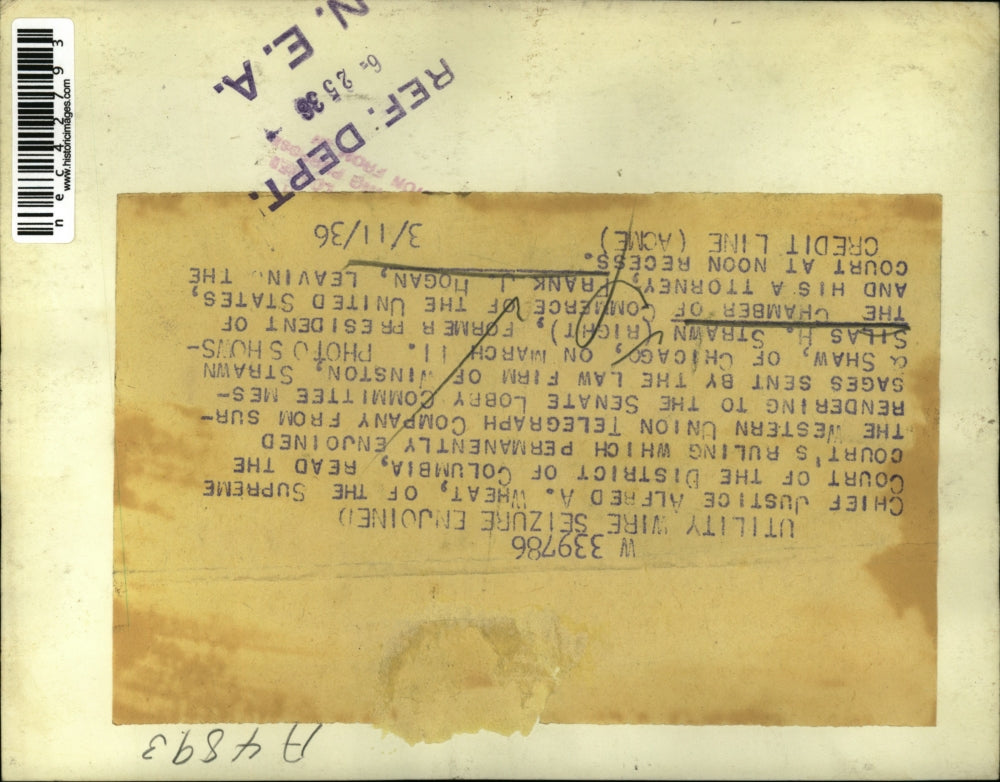 W 339786
UTILITY WIRE SEIZURE ENJOINED
CHIEF JUSTICE ALFRED A. WHEAT, OF THE SUPREME
COURT OF THE DISTRICT OF COLUMBIA, READ THE
COURT'S RULING WHICH PERMANENTLY ENJOINED
THE WESTERN UNION TELEGRAPH COMPANY FROM SUR-
RENDERING TO THE SENATE LOBBY COMMITTEE MES-
SAGES SENT BY THE LAW FIRM OF WINSTON, STRAWN
& SHAW, OF CHICAGO, ON MARCH 11. PHOTO SHOWS-
SILAS H. STRAWN (RIGHT), FORMER PRESIDENT OF
THE CHAMBER OF COMMERCE OF THE UNITED STATES,
AND HIS ATTORNEY, FRANK J. HOGAN, LEAVING THE
COURT AT NOON RECESS.
CREDIT LINE (ACME) 3/11/36
REF. DEPT.
6-25 36
N. E. A.
A4893
nec42793
www.historicimages.com